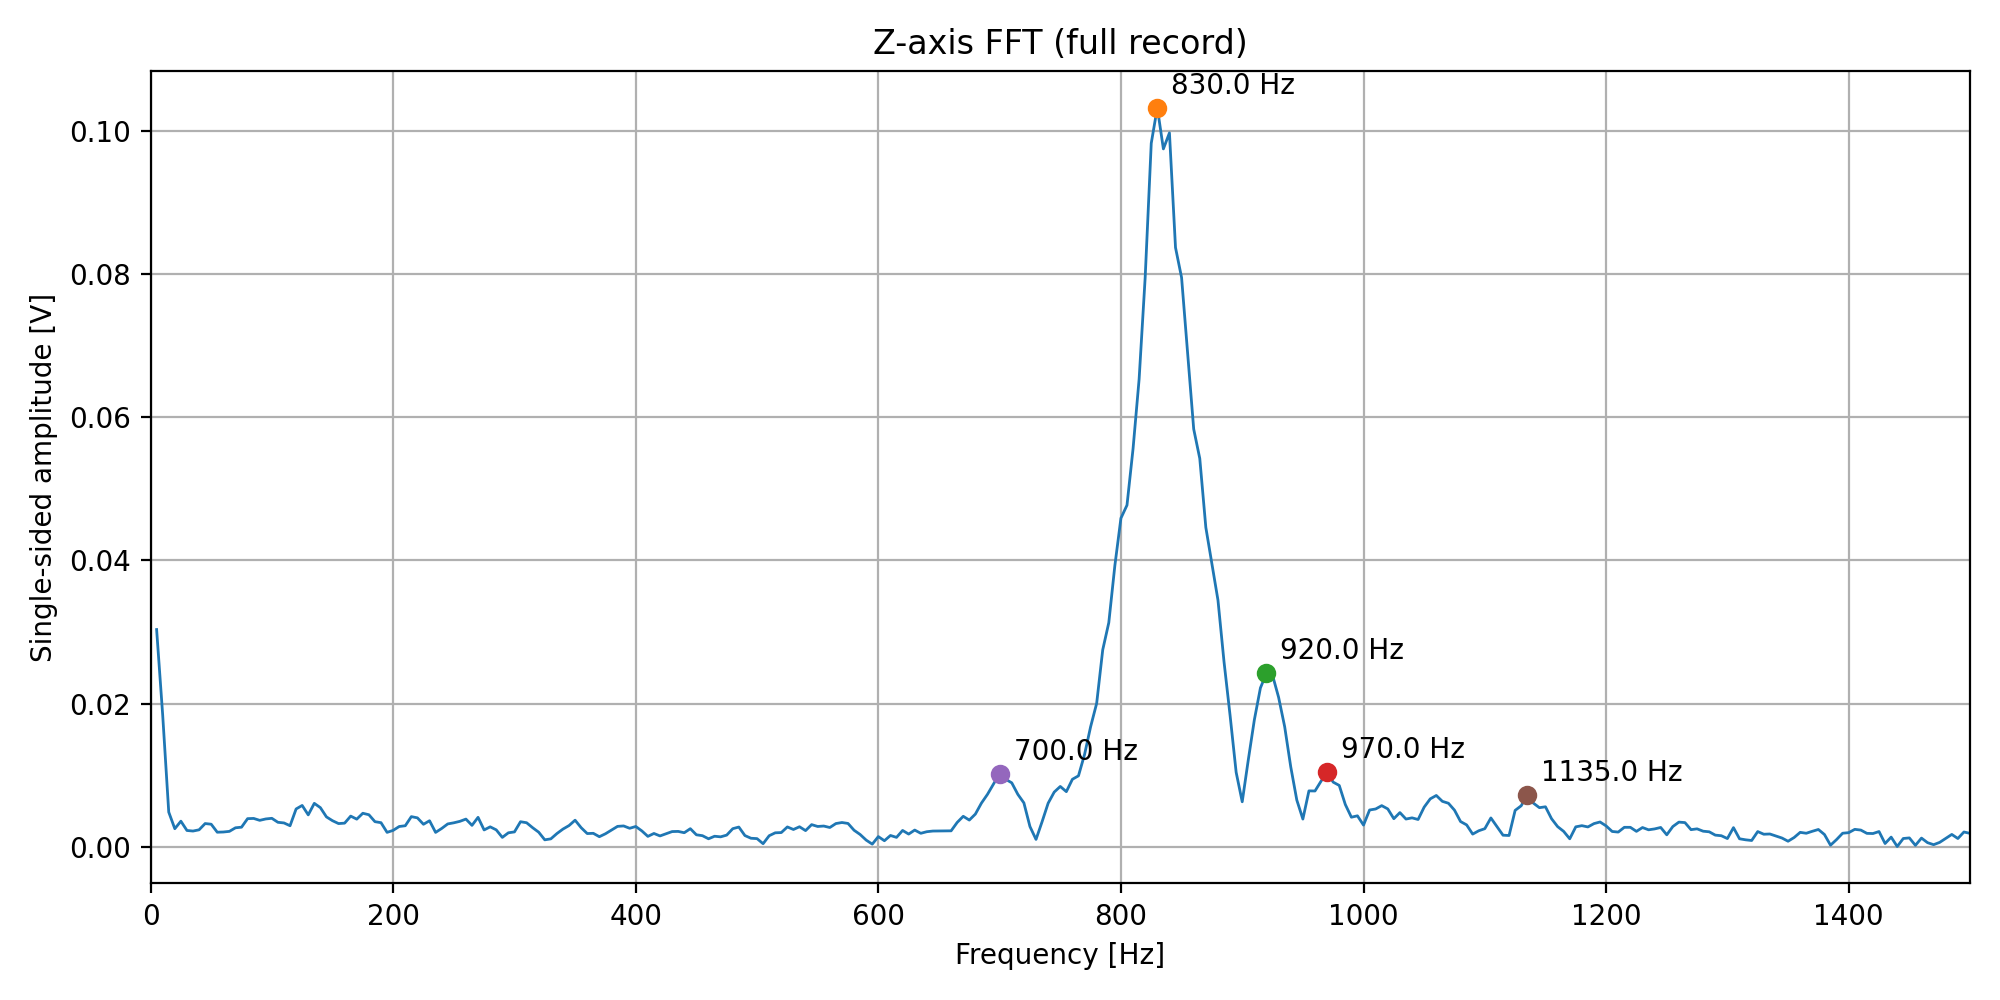 Z-axis FFT (full record)
830.0 Hz
0.10
0.08
0.06
0.04
0.02
0.00
Single-sided amplitude [V]
920.0 Hz
700.0 Hz
970.0 Hz
1135.0 Hz
0
200
400
600
800
1000
1200
1400
Frequency [Hz]